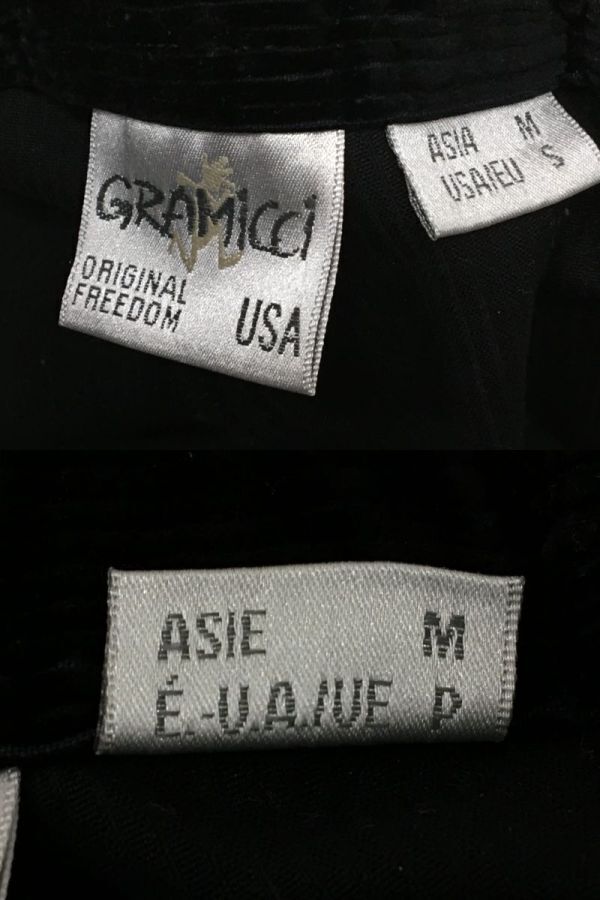 GRAMICCI
ORIGINAL
FREEDOM
USA
ASIA M
USA/EU S
ASIE M
É.-U.A./UE P